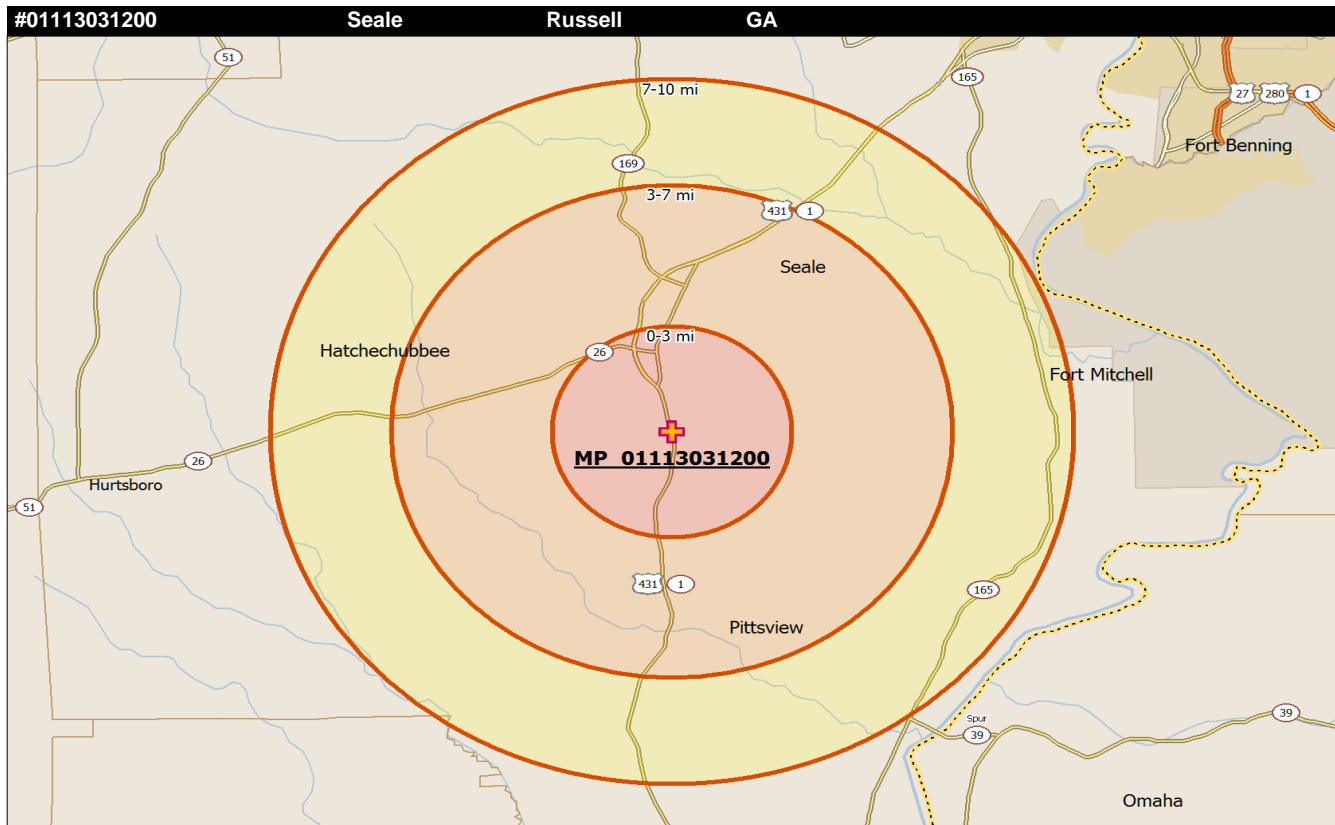 #01113031200 Seale Russell GA
51
165
7-10 mi
27 280 1
Fort Benning
169
3-7 mi
431 1
Seale
0-3 mi
Hatchechubbee
26
Fort Mitchell
MP 01113031200
26
Hurtsboro
51
431 1
165
Pittsview
Spur
39
39
Omaha